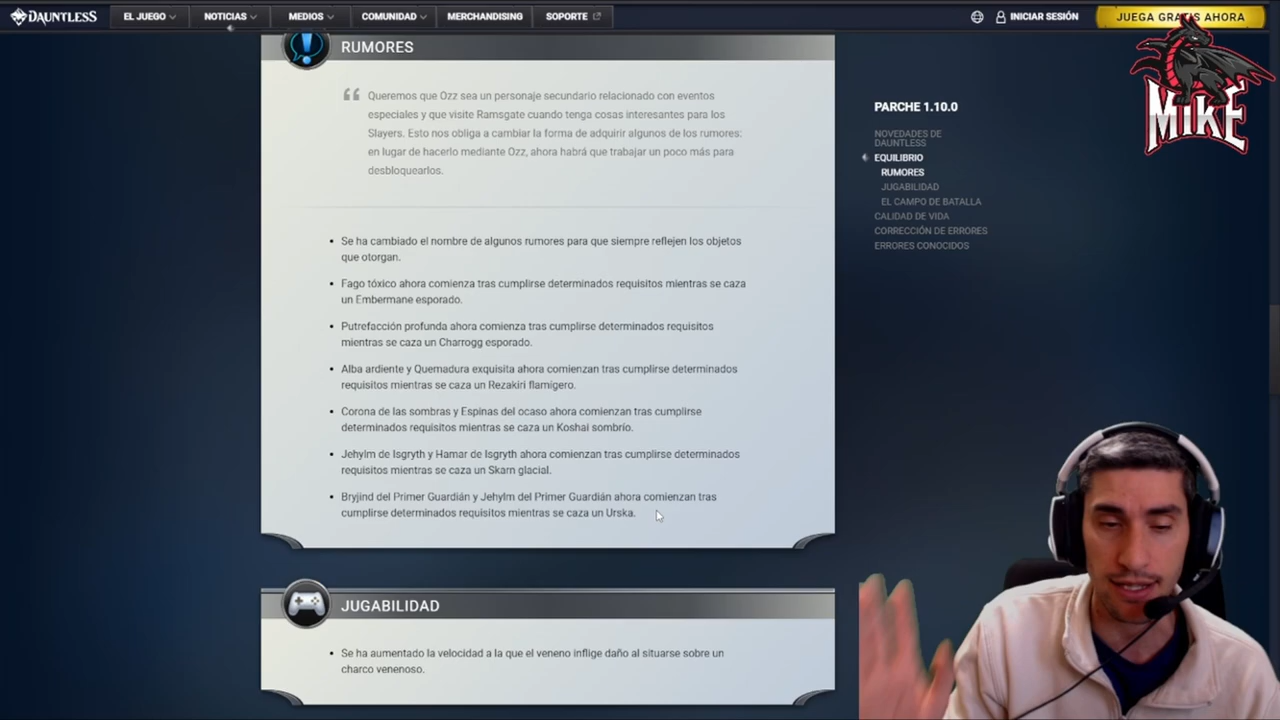 DAUNTLESS
EL JUEGO
NOTICIAS
MEDIOS
COMUNIDAD
MERCHANDISING
SOPORTE
INICIAR SESIÓN
JUEGA GRATIS AHORA
MIKE
RUMORES
Queremos que Ozz sea un personaje secundario relacionado con eventos
especiales y que visite Ramsgate cuando tenga cosas interesantes para los
Slayers. Esto nos obliga a cambiar la forma de adquirir algunos de los rumores:
en lugar de hacerlo mediante Ozz, ahora habrá que trabajar un poco más para
desbloquearlos.
• Se ha cambiado el nombre de algunos rumores para que siempre reflejen los objetos
que otorgan.
• Fago tóxico ahora comienza tras cumplirse determinados requisitos mientras se caza
un Embermane esporado.
• Putrefacción profunda ahora comienza tras cumplirse determinados requisitos
mientras se caza un Charrogg esporado.
• Alba ardiente y Quemadura exquisita ahora comienzan tras cumplirse determinados
requisitos mientras se caza un Rezakiri flamígero.
• Corona de las sombras y Espinas del ocaso ahora comienzan tras cumplirse
determinados requisitos mientras se caza un Koshai sombrío.
• Jehylm de Isgryth y Hamar de Isgryth ahora comienzan tras cumplirse determinados
requisitos mientras se caza un Skarn glacial.
• Bryjind del Primer Guardián y Jehylm del Primer Guardián ahora comienzan tras
cumplirse determinados requisitos mientras se caza un Urska.
JUGABILIDAD
• Se ha aumentado la velocidad a la que el veneno inflige daño al situarse sobre un
charco venenoso.
PARCHE 1.10.0
NOVEDADES DE
DAUNTLESS
EQUILIBRIO
RUMORES
JUGABILIDAD
EL CAMPO DE BATALLA
CALIDAD DE VIDA
CORRECCIÓN DE ERRORES
ERRORES CONOCIDOS